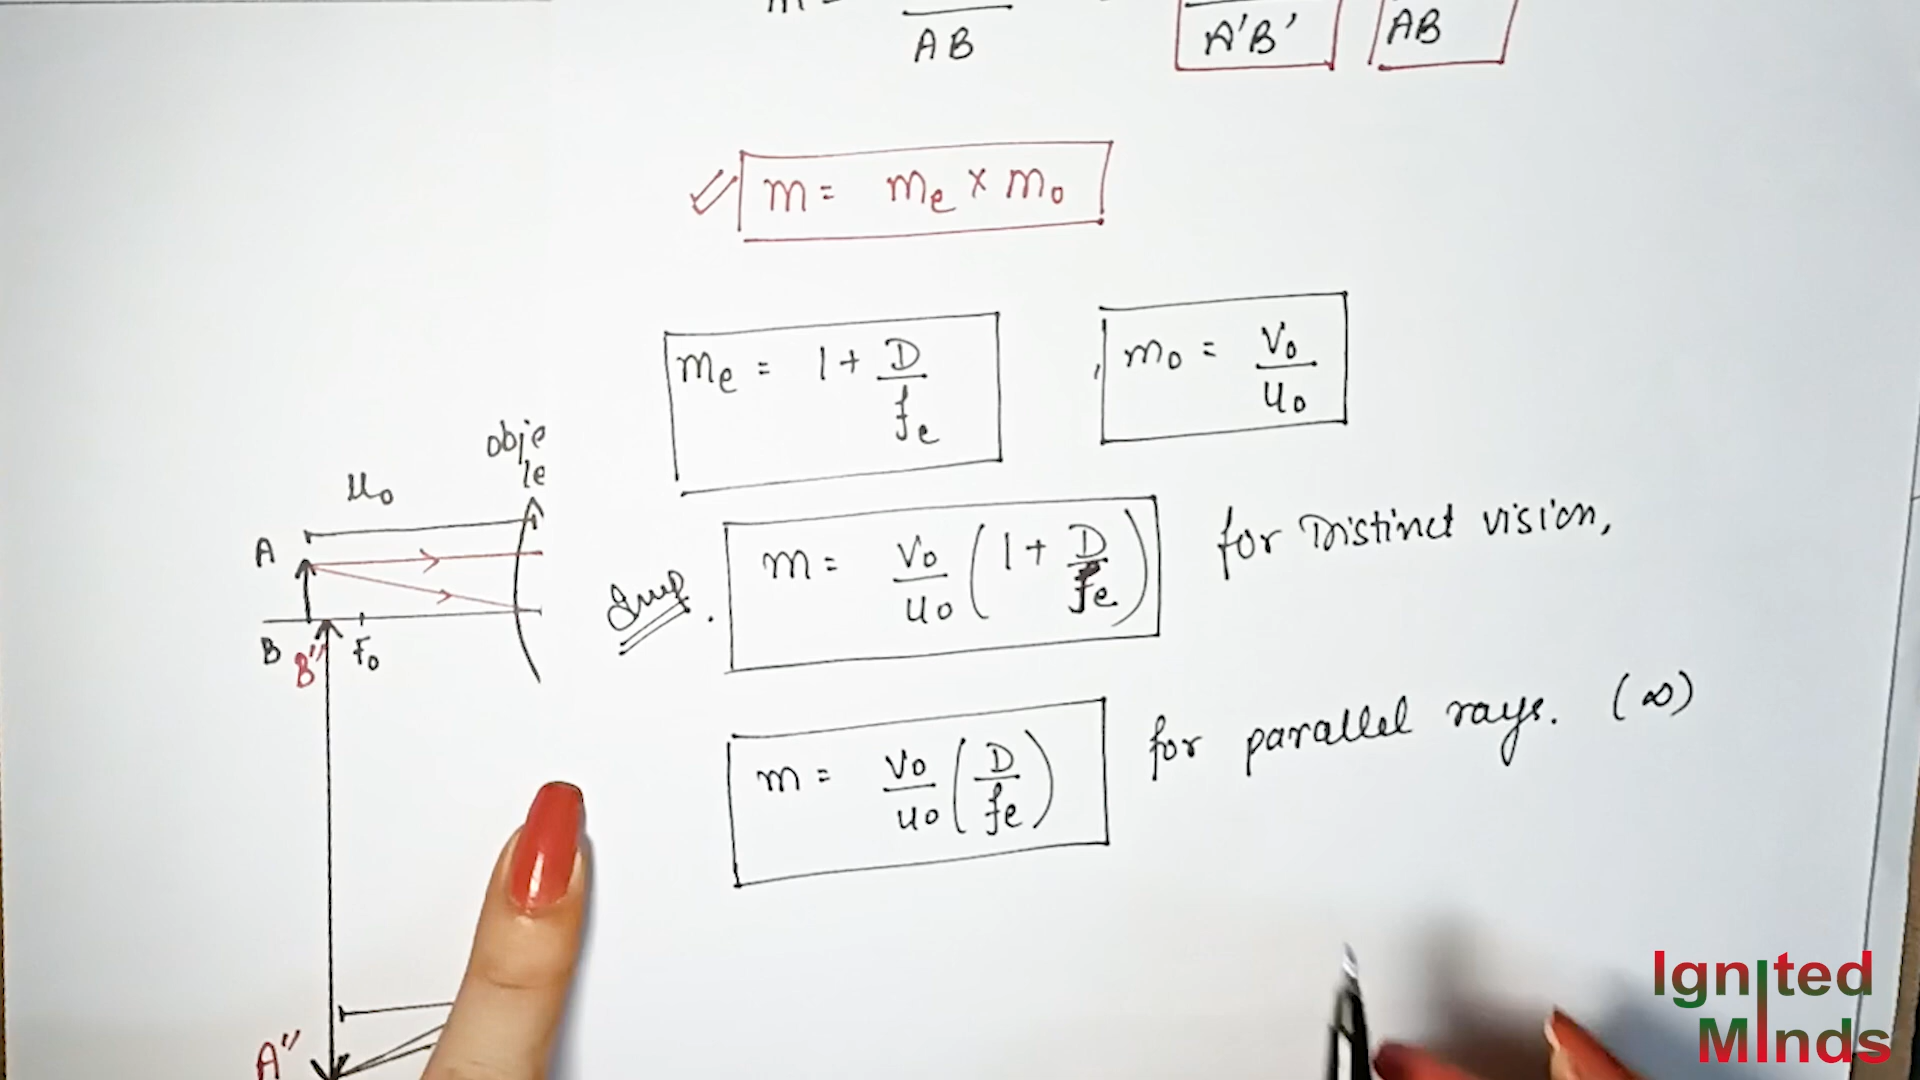 AB A'B' AB
m = me × mo
me = 1 + D/fe , mo = vo/uo
obje
le
uo
A
Imp. m = vo/uo (1 + D/fe) for Distinct vision,
B B" Fo
m = vo/uo (D/fe) for parallel rays. (∞)
A"
Ignited
Minds